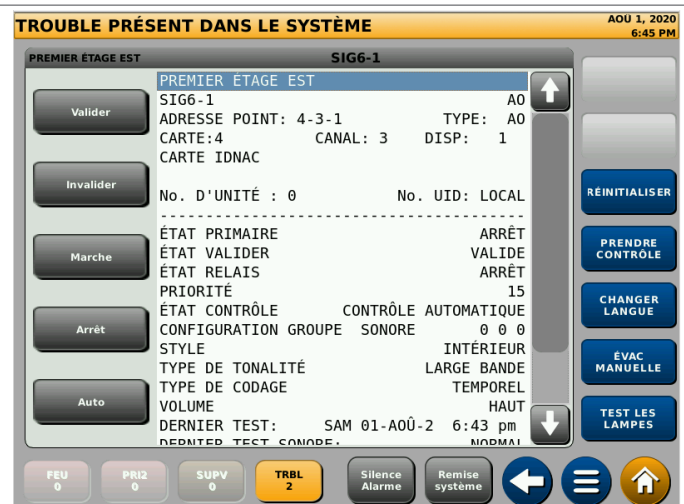 TROUBLE PRÉSENT DANS LE SYSTÈME
AOÛ 1, 2020
6:45 PM
PREMIER ÉTAGE EST
SIG6-1
Valider
Invalider
Marche
Arrêt
Auto
PREMIER ÉTAGE EST
SIG6-1 AO
ADRESSE POINT: 4-3-1 TYPE: AO
CARTE:4 CANAL: 3 DISP: 1
CARTE IDNAC
No. D'UNITÉ : 0 No. UID: LOCAL
----------------------------------------
ÉTAT PRIMAIRE ARRÊT
ÉTAT VALIDER VALIDE
ÉTAT RELAIS ARRÊT
PRIORITÉ 15
ÉTAT CONTRÔLE CONTRÔLE AUTOMATIQUE
CONFIGURATION GROUPE SONORE 0 0 0
STYLE INTÉRIEUR
TYPE DE TONALITÉ LARGE BANDE
TYPE DE CODAGE TEMPOREL
VOLUME HAUT
DERNIER TEST: SAM 01-AOÛ-2 6:43 pm
DERNIER TEST SONORE: NORMAL
RÉINITIALISER
PRENDRE
CONTRÔLE
CHANGER
LANGUE
ÉVAC
MANUELLE
TEST LES
LAMPES
FEU
0
PRI2
0
SUPV
0
TRBL
2
Silence
Alarme
Remise
système